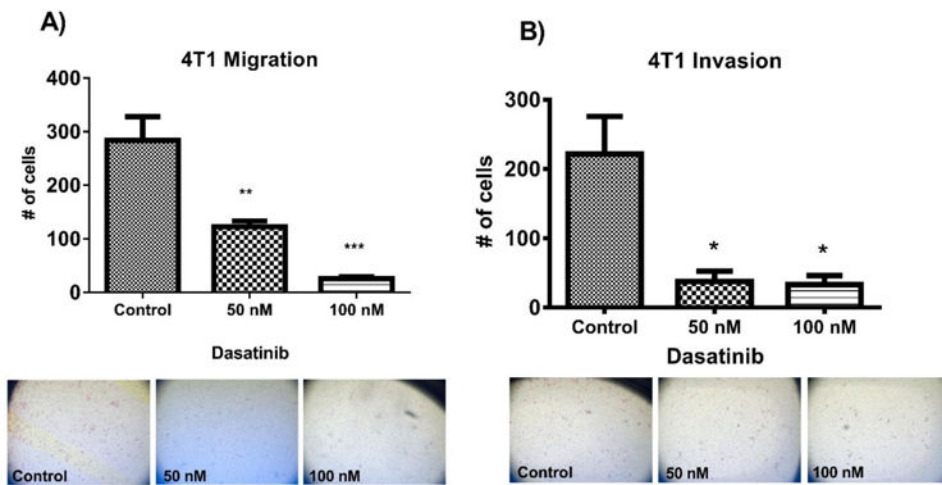 A)
4T1 Migration
# of cells
400
300
200
100
0
**
***
Control
50 nM
100 nM
Dasatinib
Control
50 nM
100 nM
B)
4T1 Invasion
# of cells
300
200
100
0
*
*
Control
50 nM
100 nM
Dasatinib
Control
50 nM
100 nM